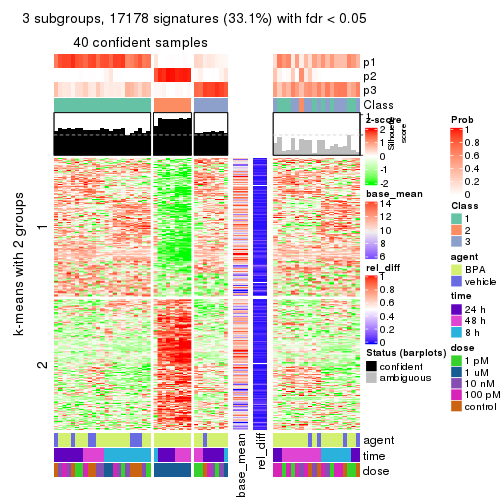 3 subgroups, 17178 signatures (33.1%) with fdr < 0.05
40 confident samples
p1
p2
p3
Class
z-score
2
1
0
-1
-2
Silhouette
score
base_mean
14
12
10
8
6
rel_diff
1
0.8
0.6
0.4
0.2
0
Status (barplots)
confident
ambiguous
Prob
1
0.8
0.6
0.4
0.2
0
Class
1
2
3
agent
BPA
vehicle
time
24 h
48 h
8 h
dose
1 pM
1 uM
10 nM
100 pM
control
k-means with 2 groups
1
2
agent
time
dose
base_mean
rel_diff